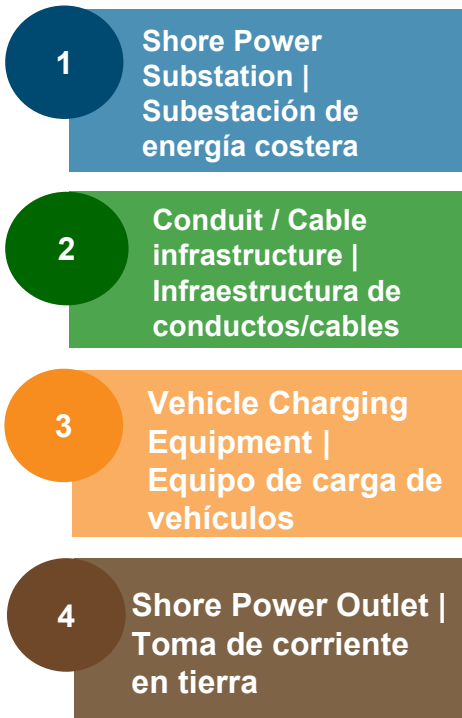 1
Shore Power
Substation |
Subestación de
energía costera
2
Conduit / Cable
infrastructure |
Infraestructura de
conductos/cables
3
Vehicle Charging
Equipment |
Equipo de carga de
vehículos
4
Shore Power Outlet |
Toma de corriente
en tierra